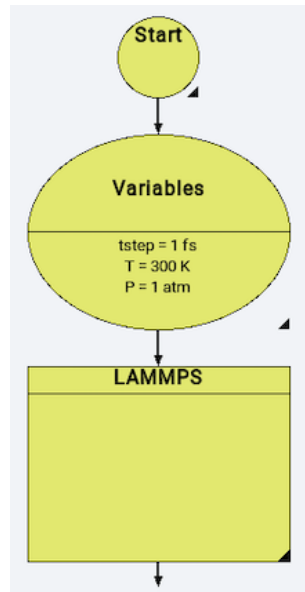 Start
Variables
tstep = 1 fs
T = 300 K
P = 1 atm
LAMMPS